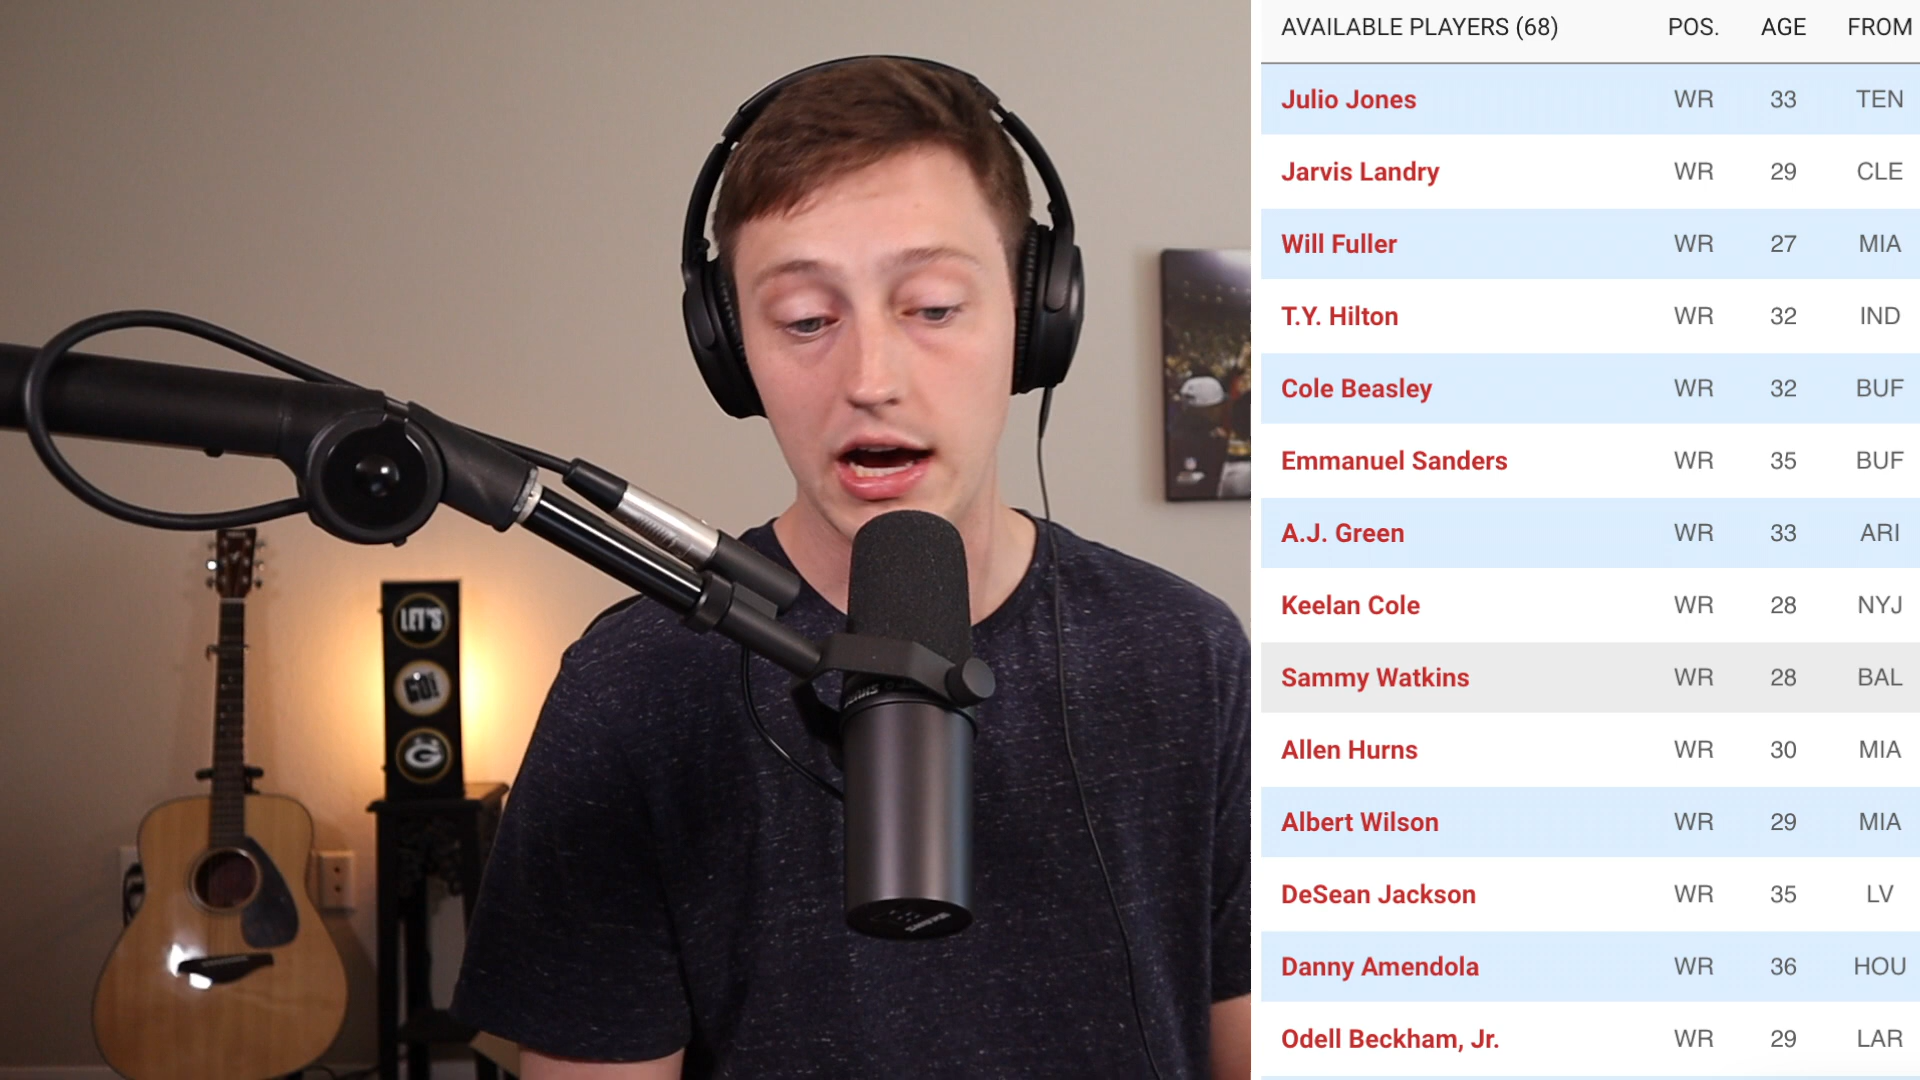 AVAILABLE PLAYERS (68) POS. AGE FROM
Julio Jones WR 33 TEN
Jarvis Landry WR 29 CLE
Will Fuller WR 27 MIA
T.Y. Hilton WR 32 IND
Cole Beasley WR 32 BUF
Emmanuel Sanders WR 35 BUF
A.J. Green WR 33 ARI
Keelan Cole WR 28 NYJ
Sammy Watkins WR 28 BAL
Allen Hurns WR 30 MIA
Albert Wilson WR 29 MIA
DeSean Jackson WR 35 LV
Danny Amendola WR 36 HOU
Odell Beckham, Jr. WR 29 LAR
LET'S
GO!
G